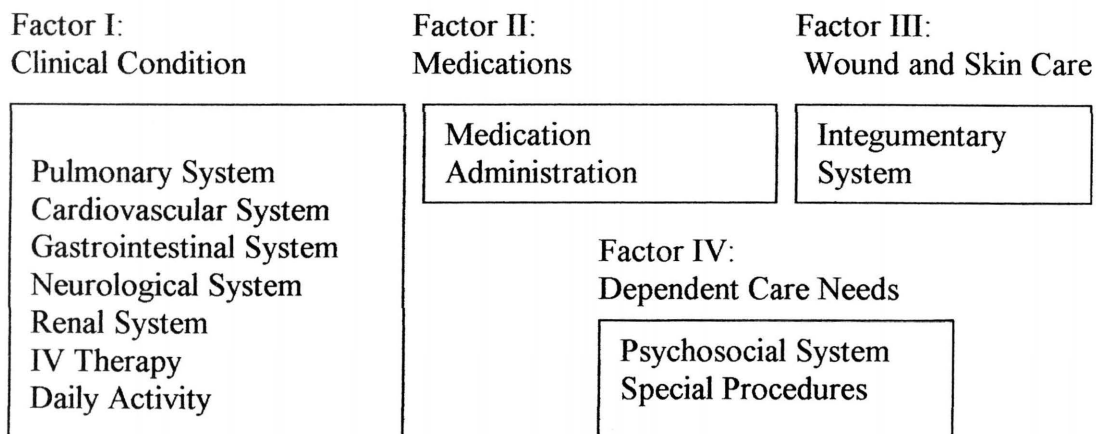 Factor I:
Clinical Condition
Pulmonary System
Cardiovascular System
Gastrointestinal System
Neurological System
Renal System
IV Therapy
Daily Activity
Factor II:
Medications
Medication
Administration
Factor III:
Wound and Skin Care
Integumentary
System
Factor IV:
Dependent Care Needs
Psychosocial System
Special Procedures